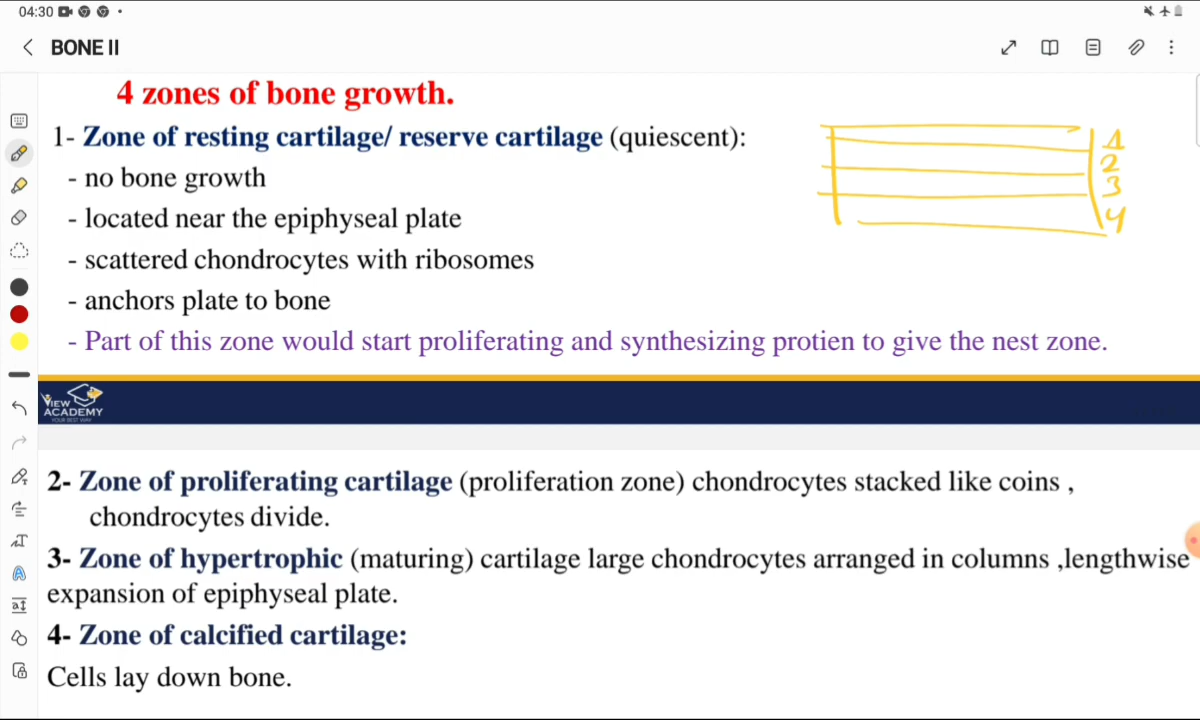 04:30
BONE II
4 zones of bone growth.
1- Zone of resting cartilage/ reserve cartilage (quiescent):
- no bone growth
- located near the epiphyseal plate
- scattered chondrocytes with ribosomes
- anchors plate to bone
- Part of this zone would start proliferating and synthesizing protien to give the nest zone.
1
2
3
4
VIEW
ACADEMY
YOUR BEST WAY
2- Zone of proliferating cartilage (proliferation zone) chondrocytes stacked like coins ,
chondrocytes divide.
3- Zone of hypertrophic (maturing) cartilage large chondrocytes arranged in columns ,lengthwise
expansion of epiphyseal plate.
4- Zone of calcified cartilage:
Cells lay down bone.